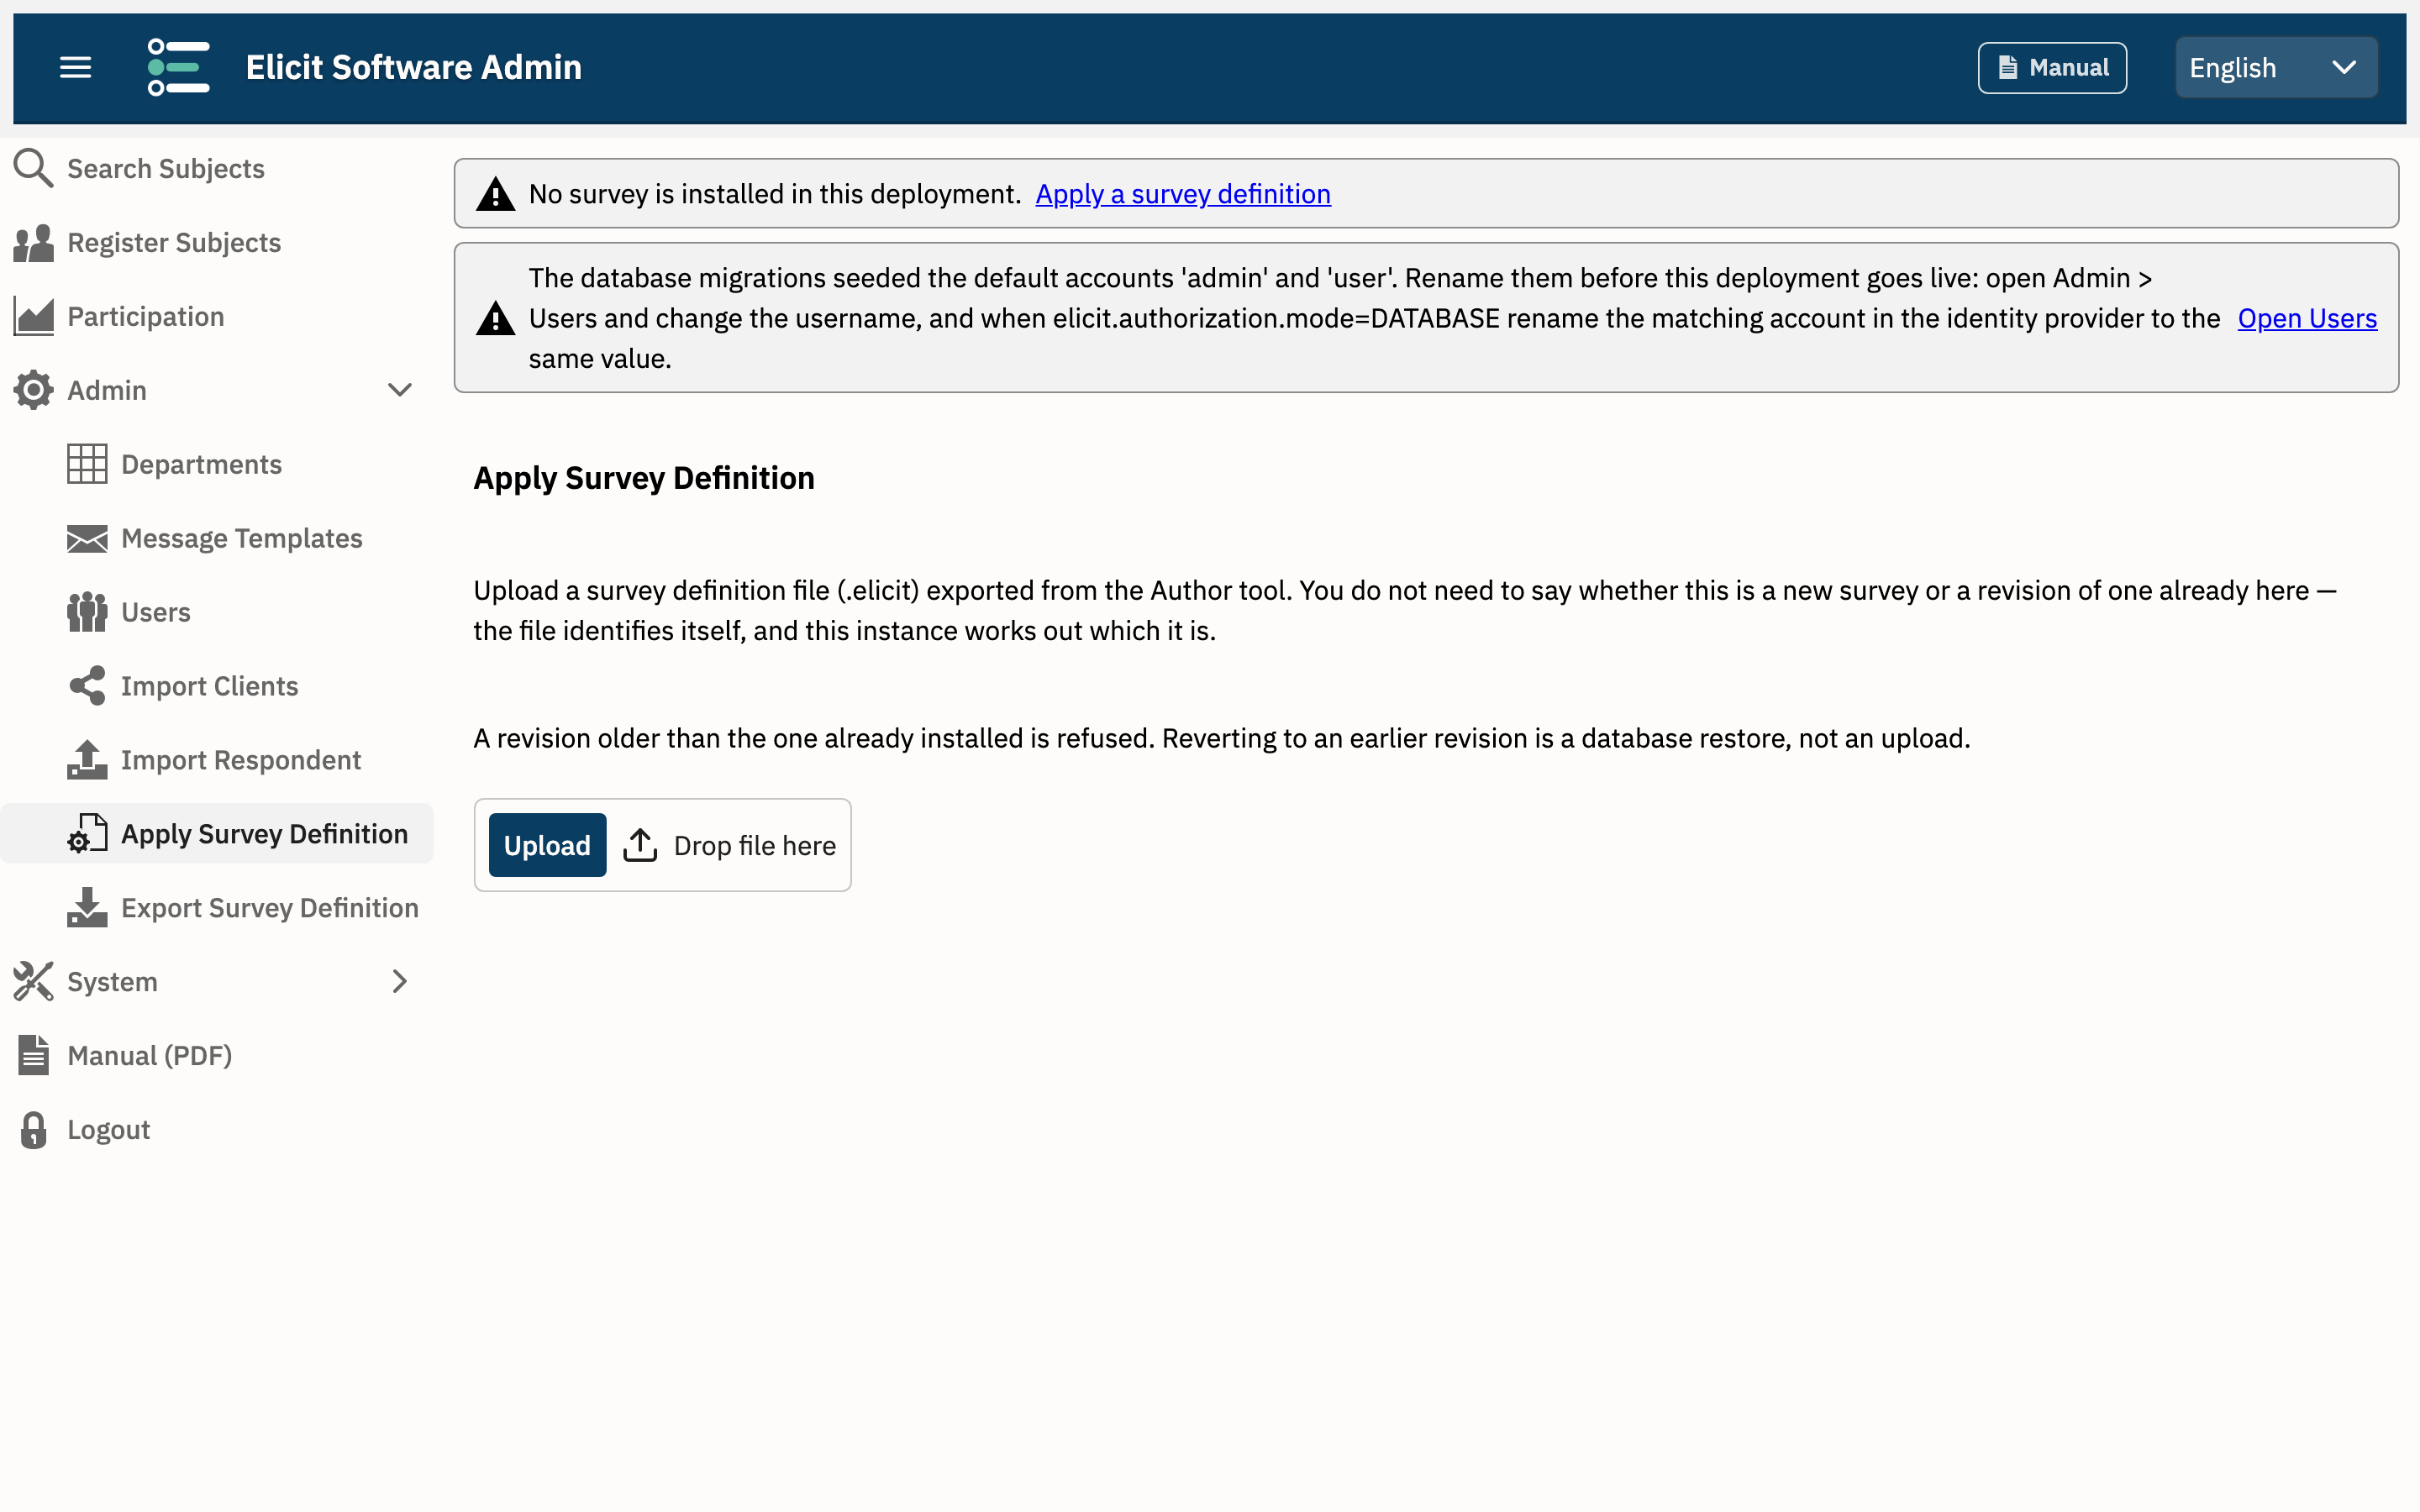 Elicit Software Admin
Manual
English
Search Subjects
Register Subjects
Participation
Admin
Departments
Message Templates
Users
Import Clients
Import Respondent
Apply Survey Definition
Export Survey Definition
System
Manual (PDF)
Logout
No survey is installed in this deployment. Apply a survey definition
The database migrations seeded the default accounts 'admin' and 'user'. Rename them before this deployment goes live: open Admin >
Users and change the username, and when elicit.authorization.mode=DATABASE rename the matching account in the identity provider to the
same value.
Open Users
Apply Survey Definition
Upload a survey definition file (.elicit) exported from the Author tool. You do not need to say whether this is a new survey or a revision of one already here —
the file identifies itself, and this instance works out which it is.
A revision older than the one already installed is refused. Reverting to an earlier revision is a database restore, not an upload.
Upload
Drop file here